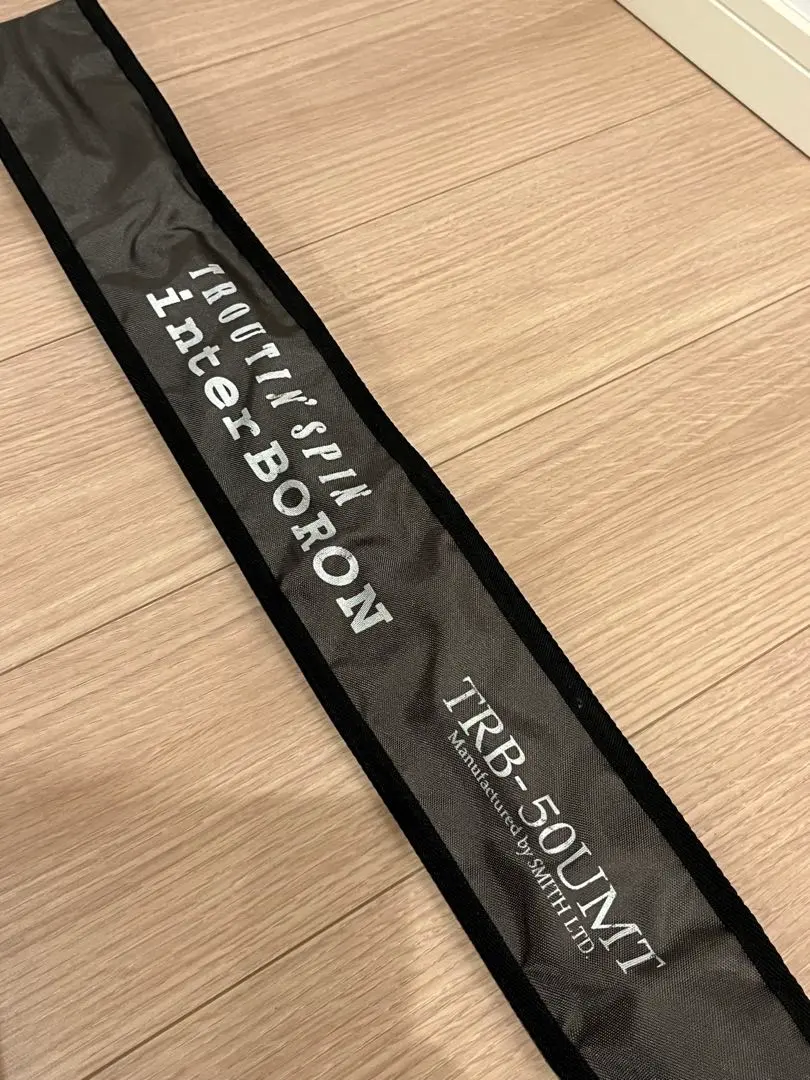 TROUTIN'SPIN
interBORON
TRB-50UMT
Manufactured by SMITH LTD.